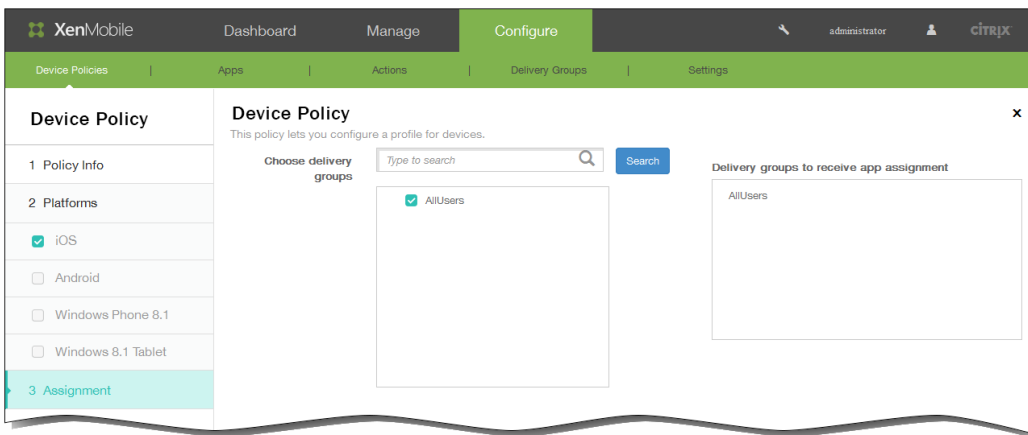 XenMobile Dashboard Manage Configure administrator CITRIX
Device Policies | Apps | Actions | Delivery Groups | Settings
Device Policy
1 Policy Info
2 Platforms
iOS
Android
Windows Phone 8.1
Windows 8.1 Tablet
3 Assignment
Device Policy x
This policy lets you configure a profile for devices.
Choose delivery
groups
Type to search Search
AllUsers
Delivery groups to receive app assignment
AllUsers